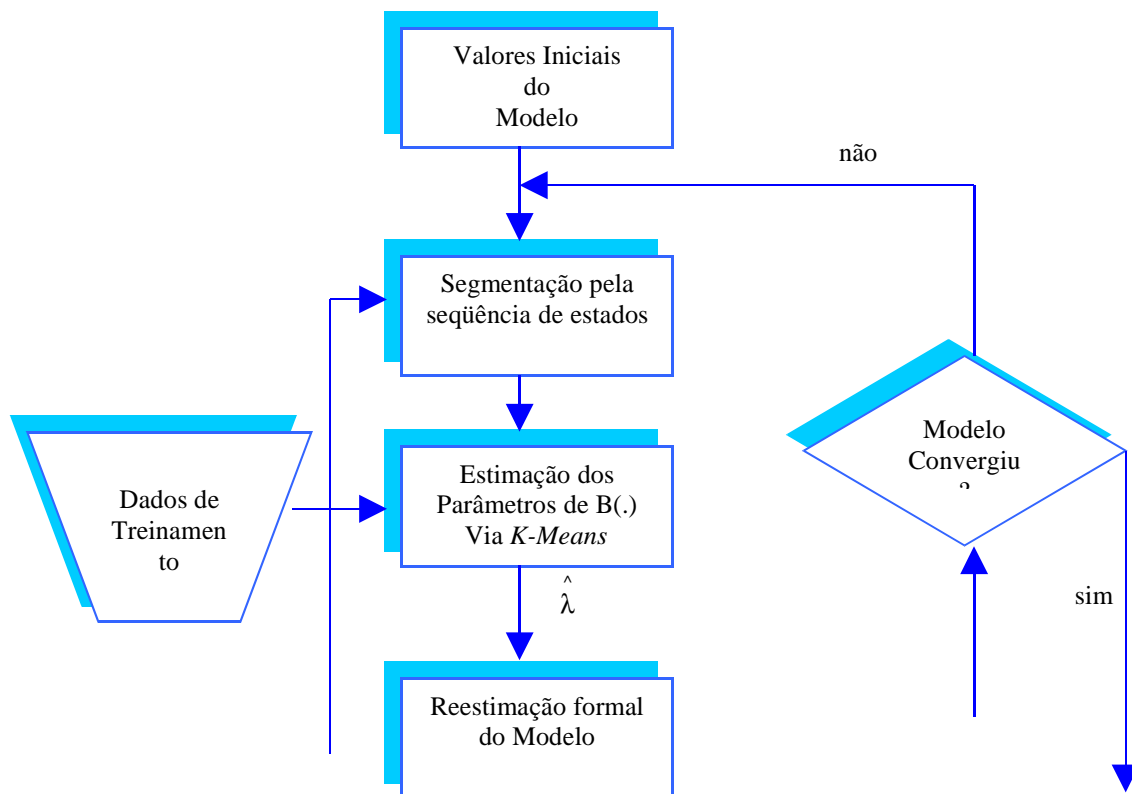 Valores Iniciais
do
Modelo
não
Segmentação pela
seqüência de estados
Modelo
Convergiu
?
Estimação dos
Parâmetros de B(.)
Via K-Means
Dados de
Treinamen
to
^
λ
sim
Reestimação formal
do Modelo